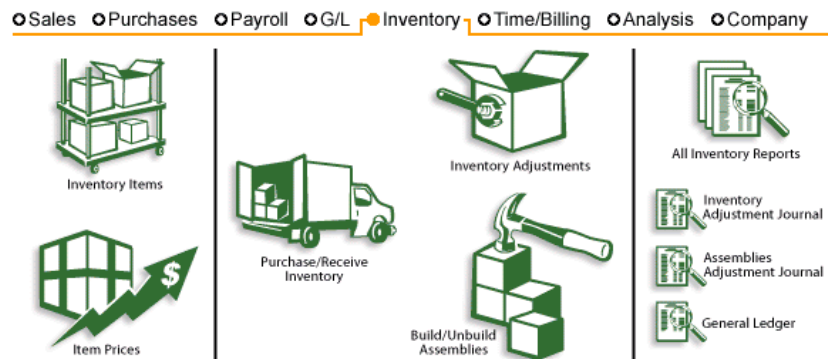 Sales Purchases Payroll G/L Inventory Time/Billing Analysis Company
Inventory Items
$
Item Prices
Purchase/Receive
Inventory
Inventory Adjustments
Build/Unbuild
Assemblies
All Inventory Reports
Inventory
Adjustment Journal
Assemblies
Adjustment Journal
General Ledger